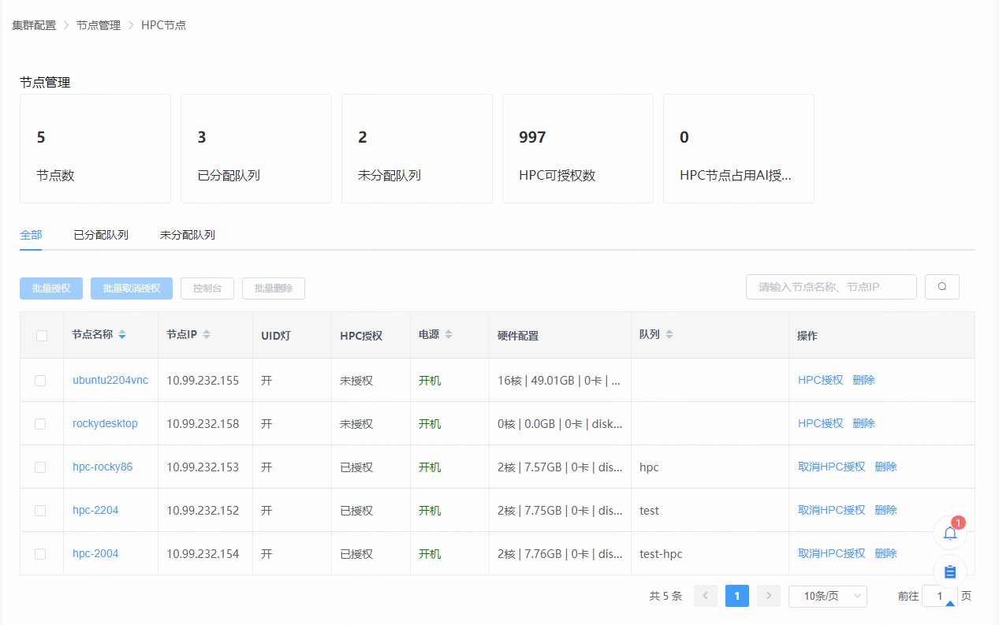 集群配置 > 节点管理 > HPC节点
节点管理
5 3 2 997 0
节点数 已分配队列 未分配队列 HPC可授权数 HPC节点占用AI授...
全部 已分配队列 未分配队列
批量授权 批量取消授权 控制台 批量删除 请输入节点名称、节点IP
节点名称 节点IP UID灯 HPC授权 电源 硬件配置 队列 操作
ubuntu2204vnc 10.99.232.155 开 未授权 开机 16核 | 49.01GB | 0卡 | ... HPC授权 删除
rockydesktop 10.99.232.158 开 未授权 开机 0核 | 0.0GB | 0卡 | disk... HPC授权 删除
hpc-rocky86 10.99.232.153 开 已授权 开机 2核 | 7.57GB | 0卡 | dis... hpc 取消HPC授权 删除
hpc-2204 10.99.232.152 开 已授权 开机 2核 | 7.75GB | 0卡 | dis... test 取消HPC授权 删除
1
hpc-2004 10.99.232.154 开 已授权 开机 2核 | 7.76GB | 0卡 | dis... test-hpc 取消HPC授权 删除
共 5 条 < 1 > 10条/页 前往 1 页